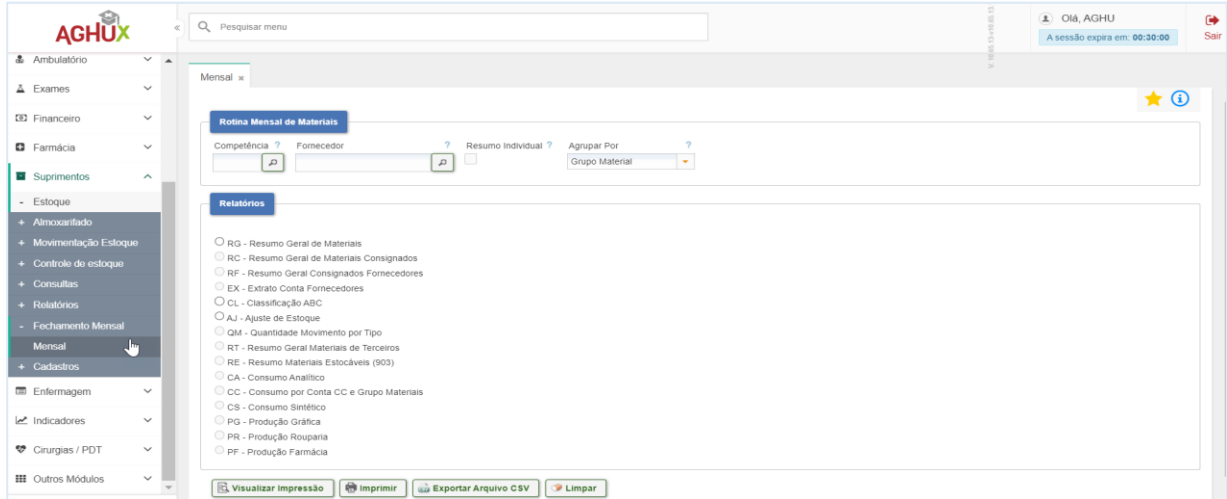 AGHUX
«
Pesquisar menu
Olá, AGHU
A sessão expira em: 00:30:00
Sair
Ambulatório
Exames
Financeiro
Farmácia
Suprimentos
- Estoque
+ Almoxarifado
+ Movimentação Estoque
+ Controle de estoque
+ Consultas
+ Relatórios
- Fechamento Mensal
Mensal
+ Cadastros
Enfermagem
Indicadores
Cirurgias / PDT
Outros Módulos
Mensal
Rotina Mensal de Materiais
Competência ? Fornecedor ? Resumo Individual ? Agrupar Por ?
Grupo Material
Relatórios
RG - Resumo Geral de Materiais
RC - Resumo Geral de Materiais Consignados
RF - Resumo Geral Consignados Fornecedores
EX - Extrato Conta Fornecedores
CL - Classificação ABC
AJ - Ajuste de Estoque
QM - Quantidade Movimento por Tipo
RT - Resumo Geral Materiais de Terceiros
RE - Resumo Materiais Estocáveis (903)
CA - Consumo Analítico
CC - Consumo por Conta CC e Grupo Materiais
CS - Consumo Sintético
PG - Produção Gráfica
PR - Produção Rouparia
PF - Produção Farmácia
Visualizar Impressão Imprimir Exportar Arquivo CSV Limpar